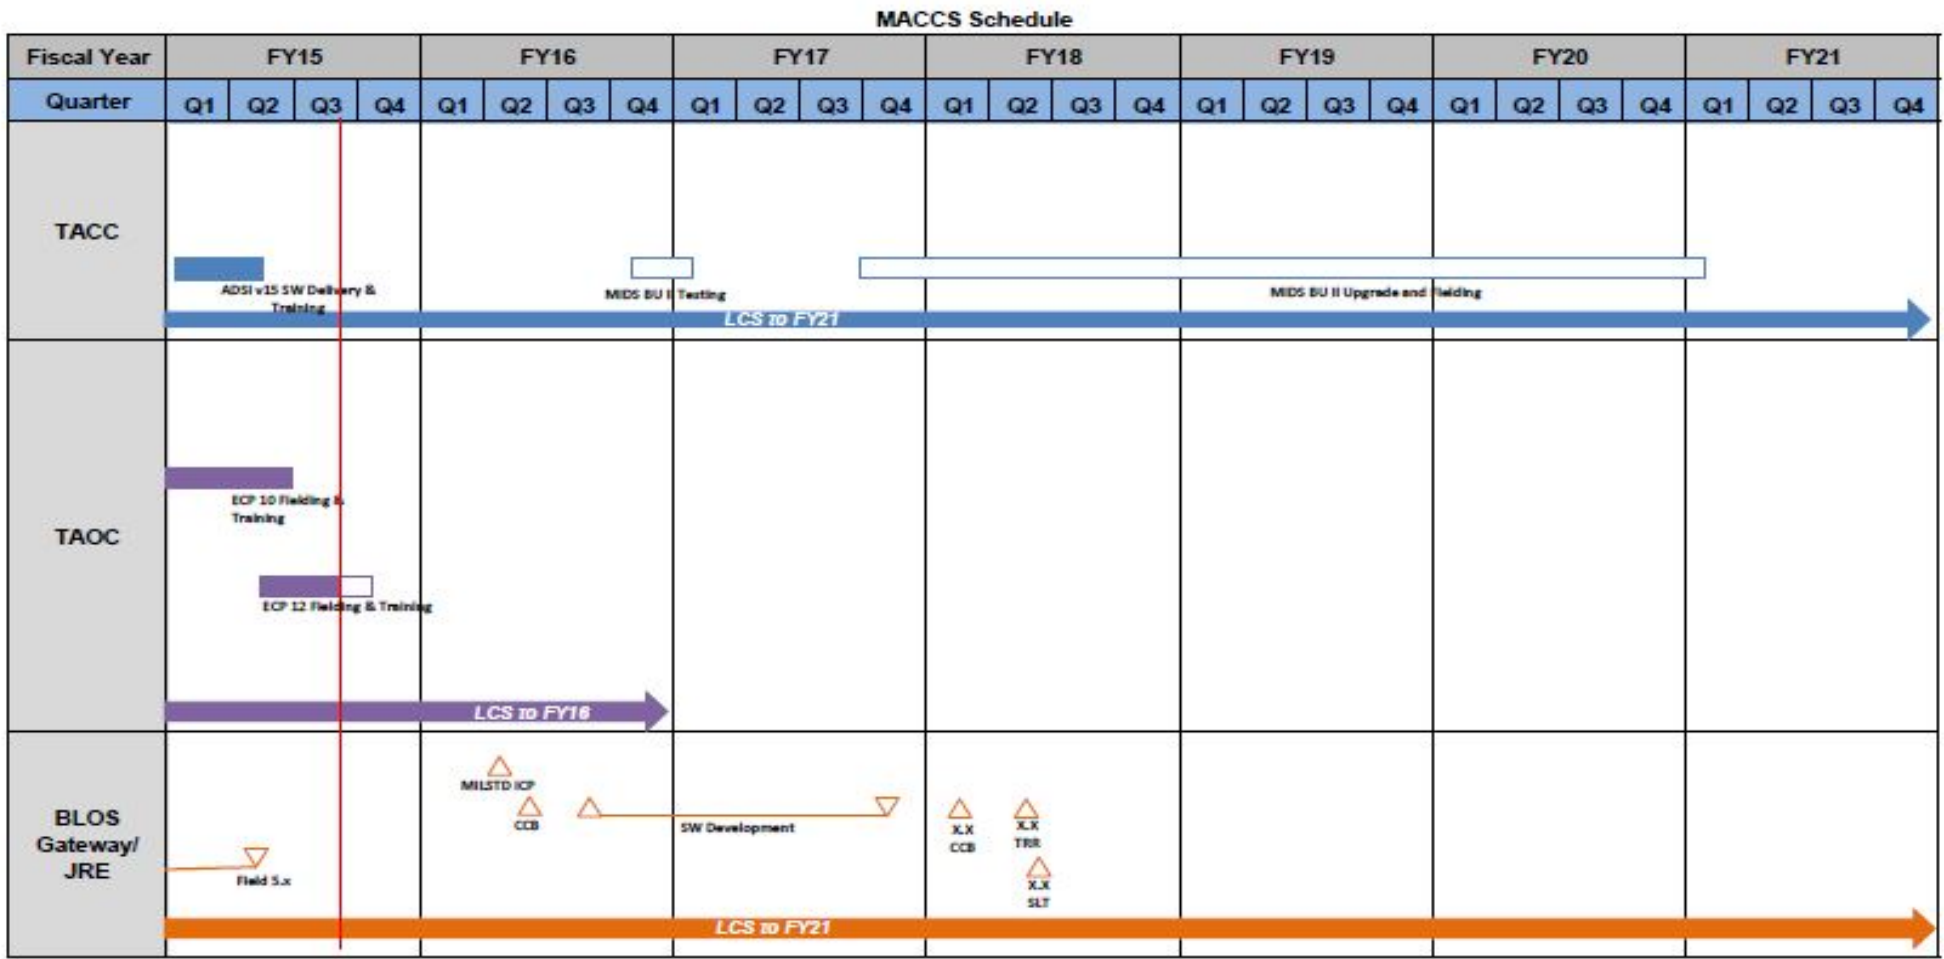 MACCS Schedule
Fiscal Year FY15 FY16 FY17 FY18 FY19 FY20 FY21
Quarter Q1 Q2 Q3 Q4 Q1 Q2 Q3 Q4 Q1 Q2 Q3 Q4 Q1 Q2 Q3 Q4 Q1 Q2 Q3 Q4 Q1 Q2 Q3 Q4 Q1 Q2 Q3 Q4
TACC
ADSI v15 SW Delivery &
Training
MIDS BU II Testing
MIDS BU II Upgrade and Fielding
LCS to FY21
TAOC
ECP 10 Fielding &
Training
ECP 12 Fielding & Training
LCS to FY16
BLOS
Gateway/
JRE
MILSTD ICP
CCB
SW Development
X.X
CCB
X.X
TRR
Field 5.x
X.X
SLT
LCS to FY21